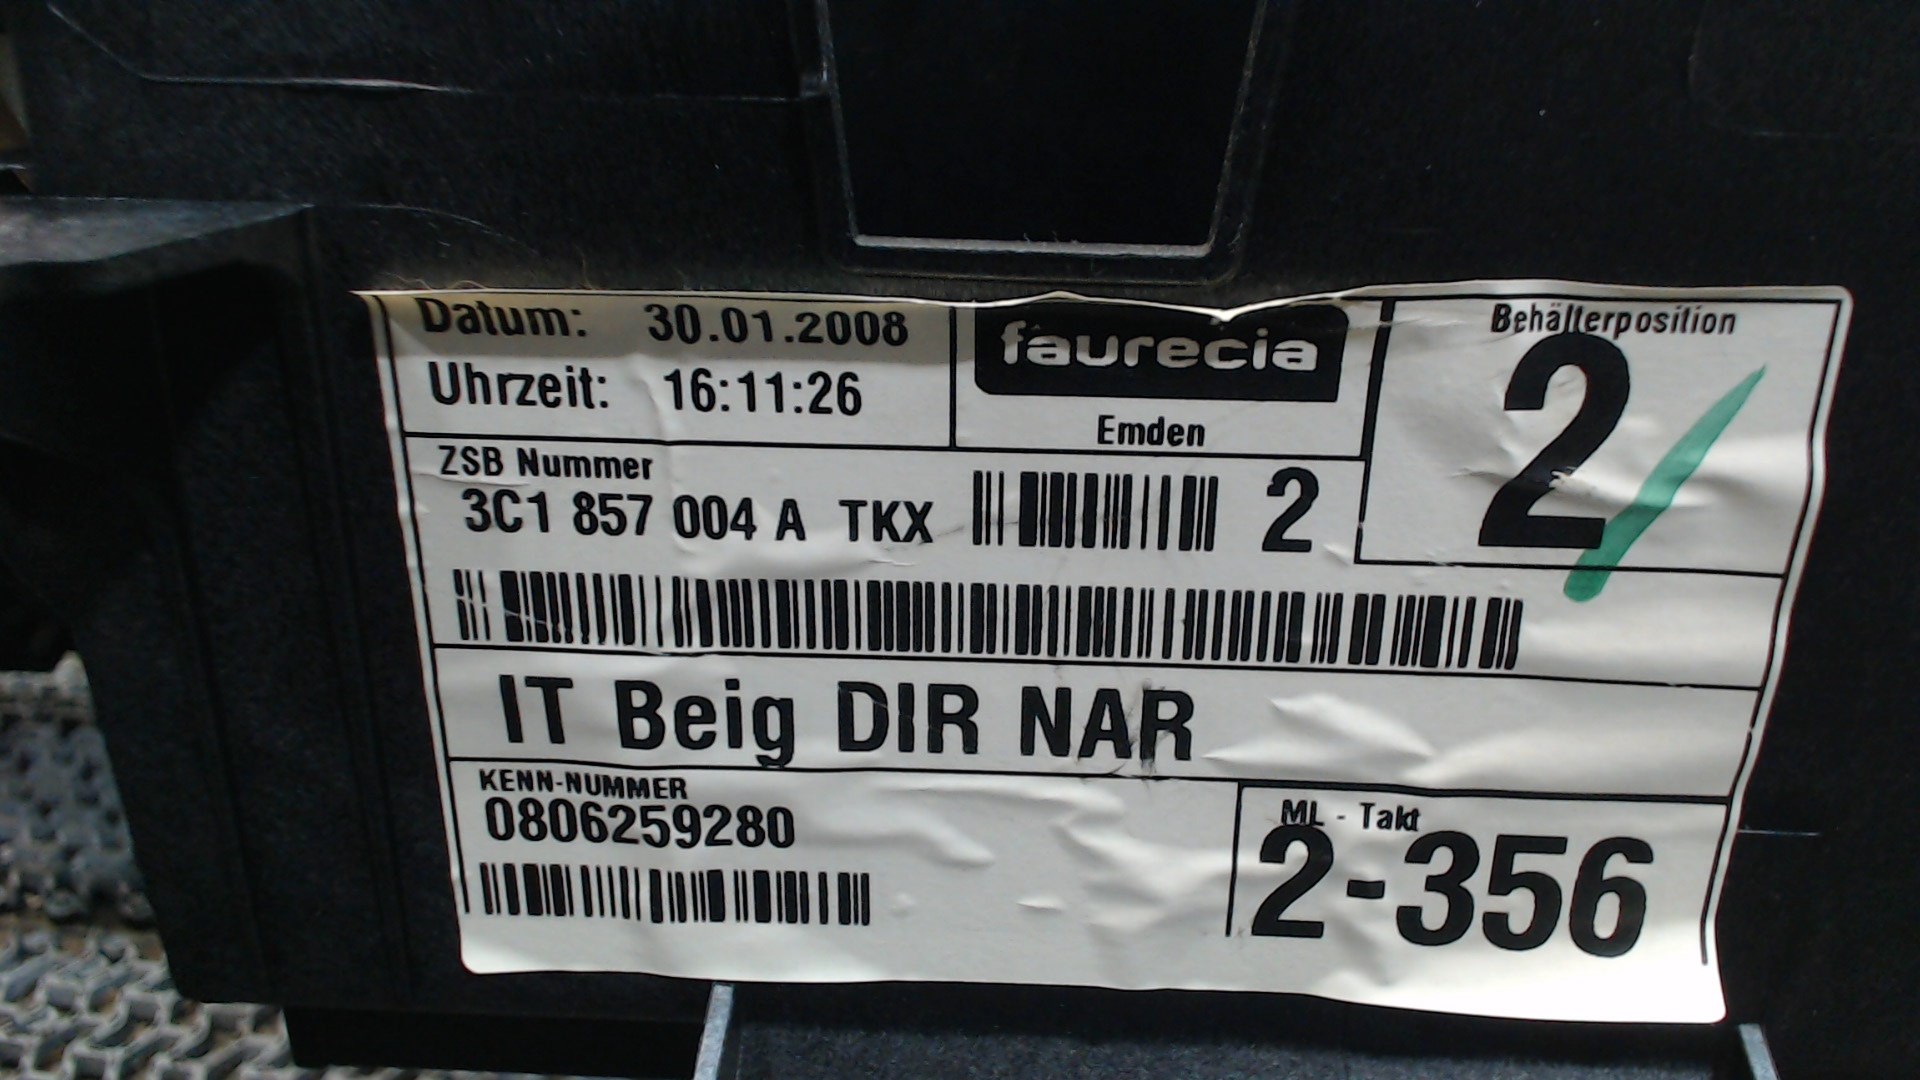 Datum: 30.01.2008
Uhrzeit: 16:11:26
faurecia
Emden
Behälterposition
2
ZSB Nummer
3C1 857 004 A TKX
2
IT Beig DIR NAR
KENN-NUMMER
0806259280
ML - Takt
2-356